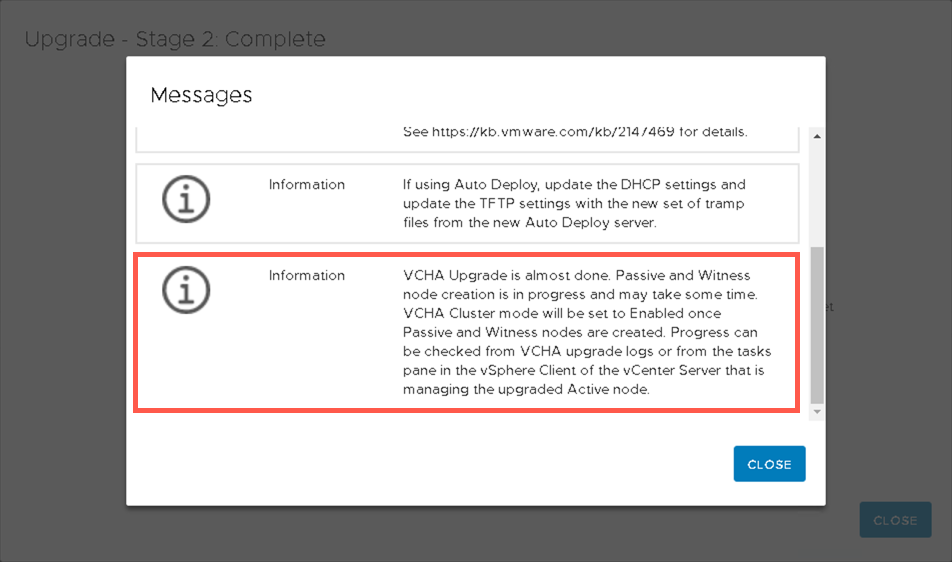 Upgrade - Stage 2: Complete
Messages
See https://kb.vmware.com/kb/2147469 for details.
Information
If using Auto Deploy, update the DHCP settings and
update the TFTP settings with the new set of tramp
files from the new Auto Deploy server.
Information
VCHA Upgrade is almost done. Passive and Witness
node creation is in progress and may take some time.
VCHA Cluster mode will be set to Enabled once
Passive and Witness nodes are created. Progress can
be checked from VCHA upgrade logs or from the tasks
pane in the vSphere Client of the vCenter Server that is
managing the upgraded Active node.
CLOSE
CLOSE